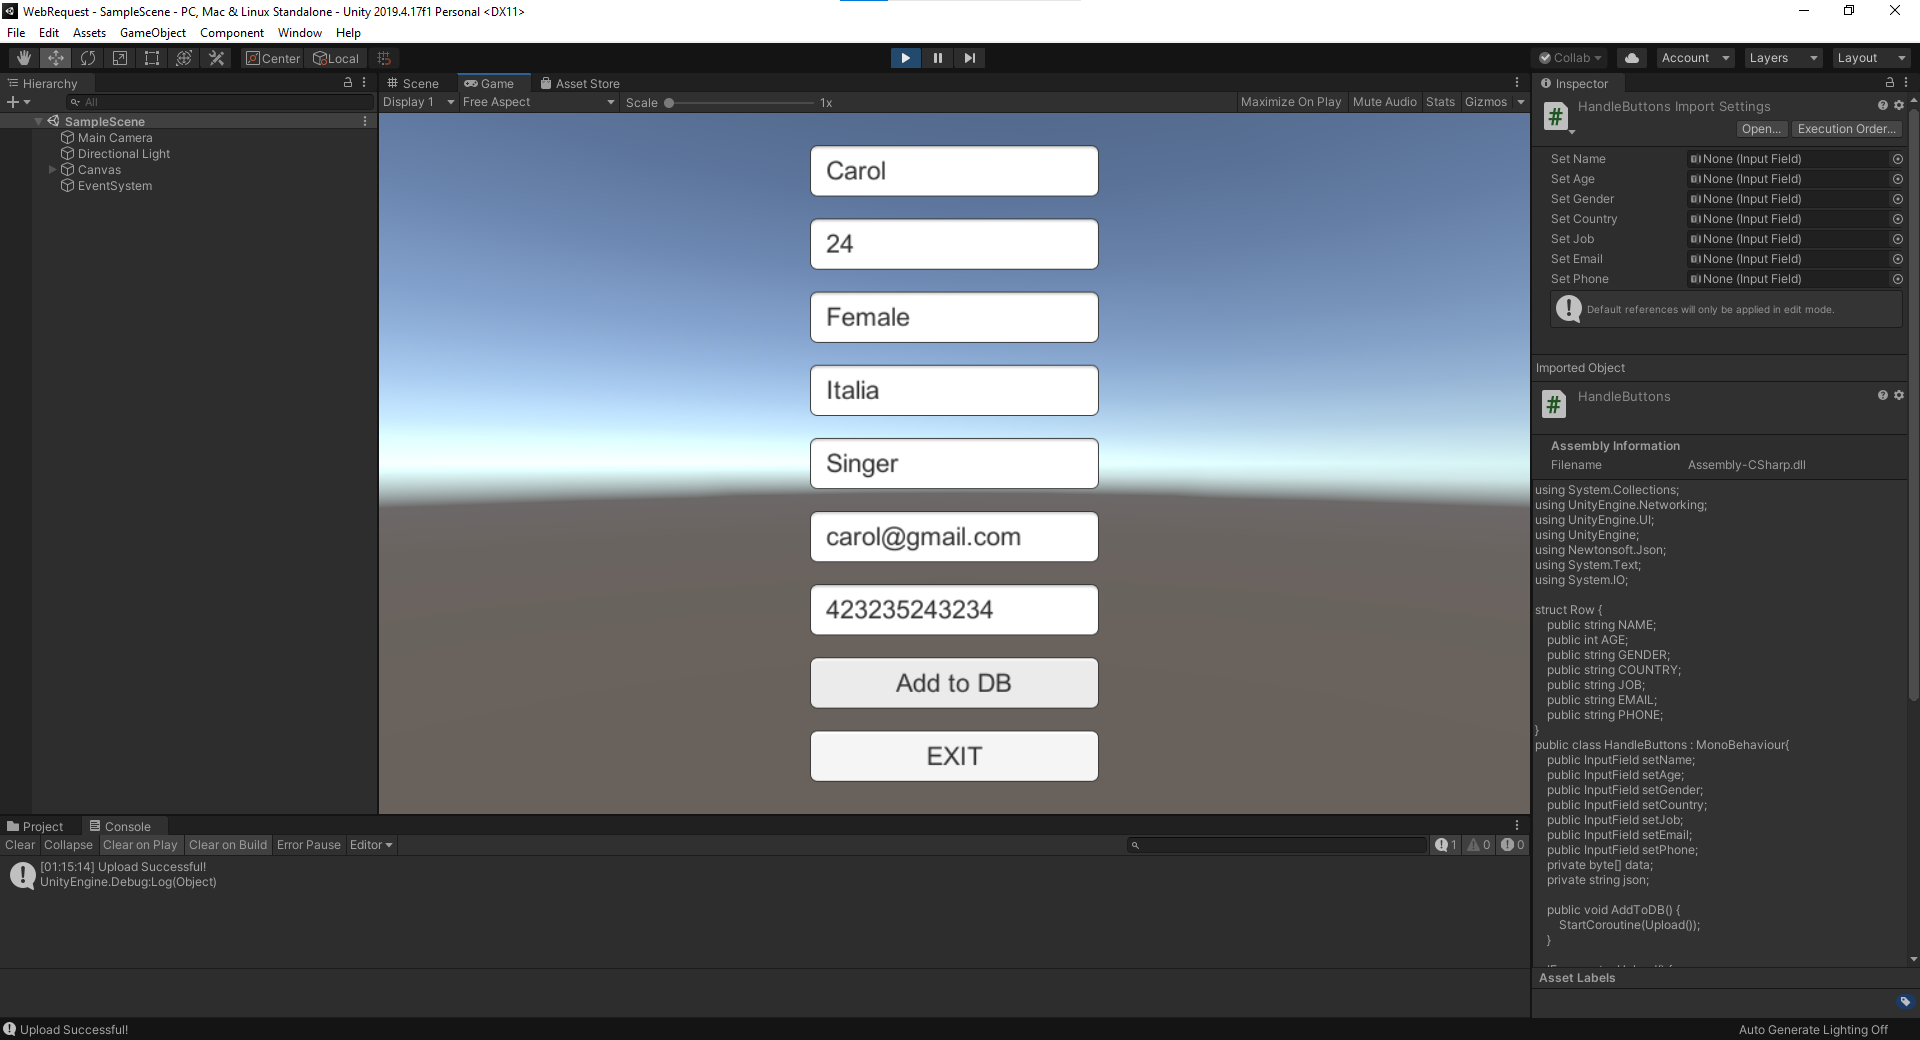 WebRequest - SampleScene - PC, Mac & Linux Standalone - Unity 2019.4.17f1 Personal <DX11>
File Edit Assets GameObject Component Window Help
Center Local Collab Account Layers Layout
Hierarchy
All
SampleScene
Main Camera
Directional Light
Canvas
EventSystem
Scene Game Asset Store
Display 1 Free Aspect Scale 1x Maximize On Play Mute Audio Stats Gizmos
Carol
24
Female
Italia
Singer
carol@gmail.com
423235243234
Add to DB
EXIT
Project Console
Clear Collapse Clear on Play Clear on Build Error Pause Editor 1 0 0
[01:15:14] Upload Successful!
UnityEngine.Debug:Log(Object)
Inspector
HandleButtons Import Settings
Open... Execution Order...
Set Name None (Input Field)
Set Age None (Input Field)
Set Gender None (Input Field)
Set Country None (Input Field)
Set Job None (Input Field)
Set Email None (Input Field)
Set Phone None (Input Field)
Default references will only be applied in edit mode.
Imported Object
HandleButtons
Assembly Information
Filename Assembly-CSharp.dll
using System.Collections;
using UnityEngine.Networking;
using UnityEngine.UI;
using UnityEngine;
using Newtonsoft.Json;
using System.Text;
using System.IO;
struct Row {
public string NAME;
public int AGE;
public string GENDER;
public string COUNTRY;
public string JOB;
public string EMAIL;
public string PHONE;
}
public class HandleButtons : MonoBehaviour{
public InputField setName;
public InputField setAge;
public InputField setGender;
public InputField setCountry;
public InputField setJob;
public InputField setEmail;
public InputField setPhone;
private byte[] data;
private string json;
public void AddToDB() {
StartCoroutine(Upload());
}
Asset Labels
Upload Successful!
Auto Generate Lighting Off